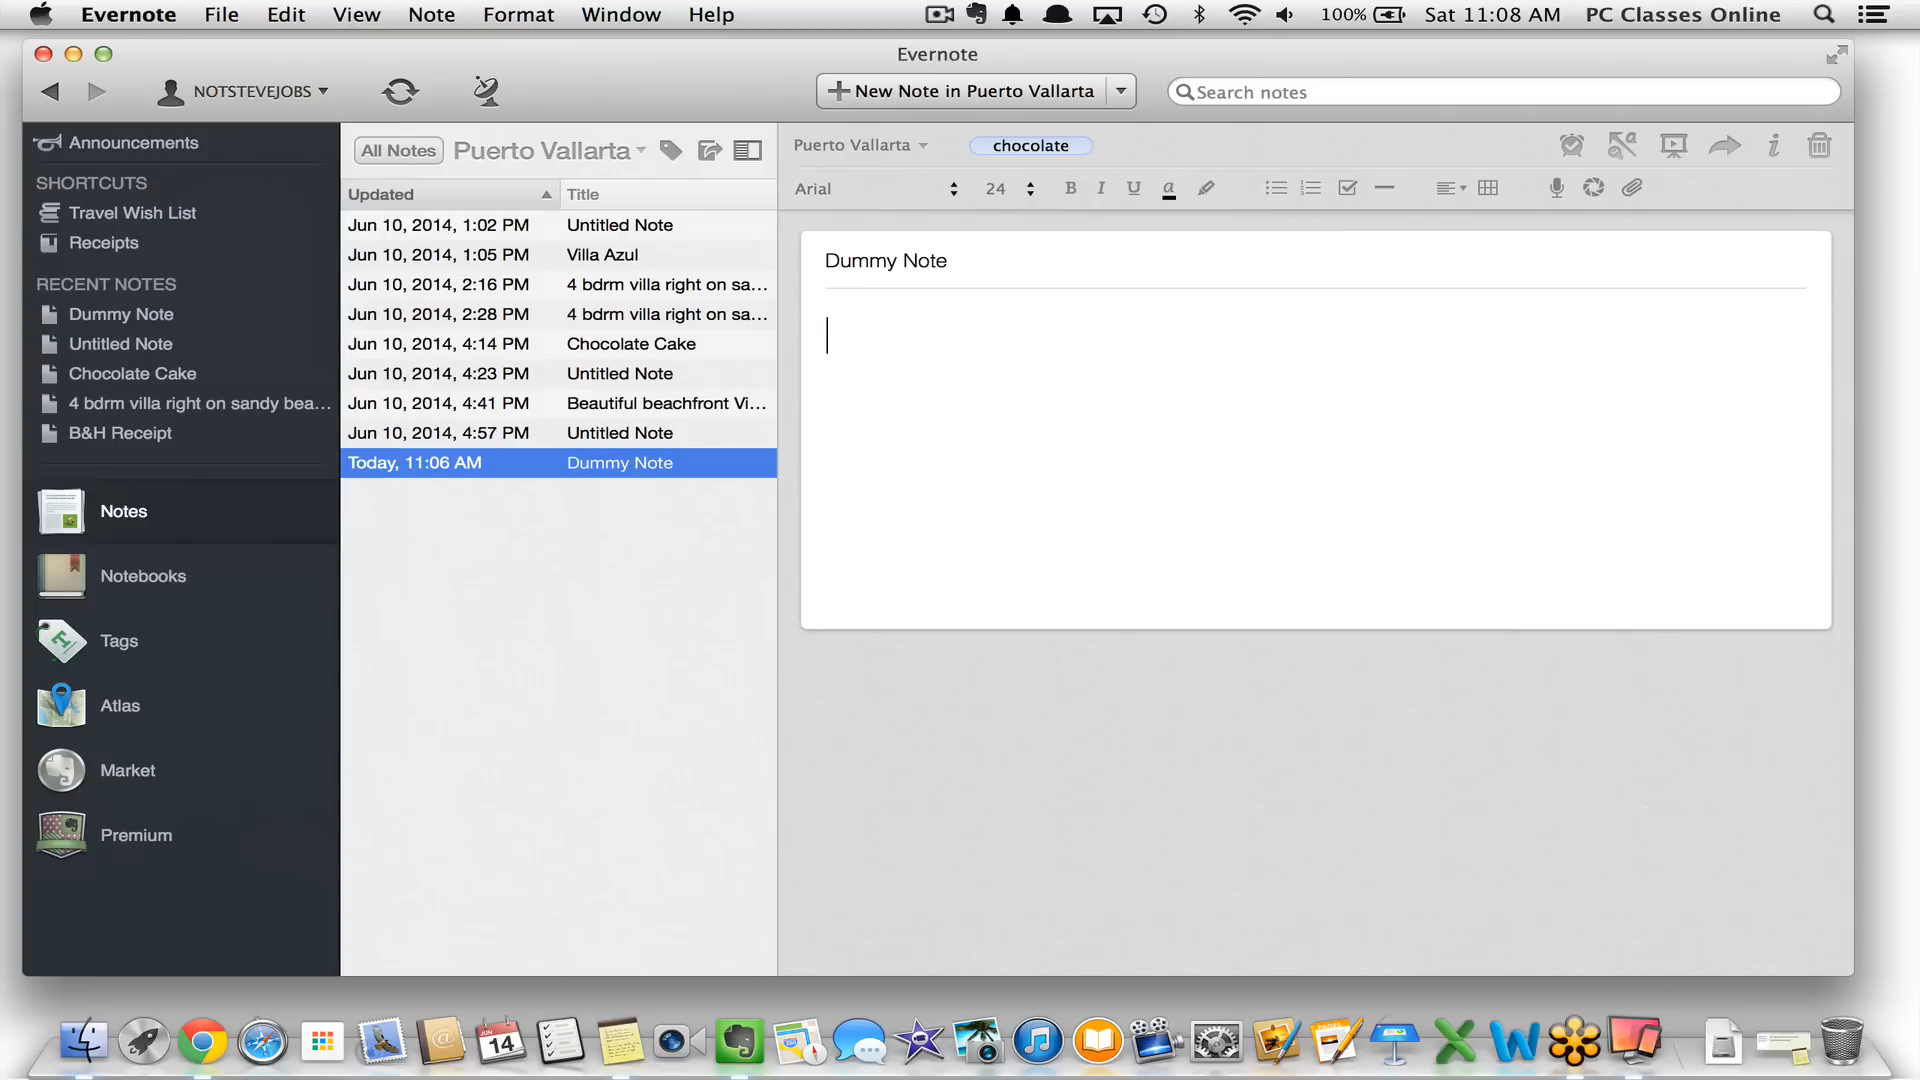 Evernote File Edit View Note Format Window Help 100% Sat 11:08 AM PC Classes Online
Evernote
NOTSTEVEJOBS New Note in Puerto Vallarta Search notes
Announcements
SHORTCUTS
Travel Wish List
Receipts
RECENT NOTES
Dummy Note
Untitled Note
Chocolate Cake
4 bdrm villa right on sandy bea...
B&H Receipt
Notes
Notebooks
Tags
Atlas
Market
Premium
All Notes Puerto Vallarta
Updated Title
Jun 10, 2014, 1:02 PM Untitled Note
Jun 10, 2014, 1:05 PM Villa Azul
Jun 10, 2014, 2:16 PM 4 bdrm villa right on sa...
Jun 10, 2014, 2:28 PM 4 bdrm villa right on sa...
Jun 10, 2014, 4:14 PM Chocolate Cake
Jun 10, 2014, 4:23 PM Untitled Note
Jun 10, 2014, 4:41 PM Beautiful beachfront Vi...
Jun 10, 2014, 4:57 PM Untitled Note
Today, 11:06 AM Dummy Note
Puerto Vallarta chocolate
Arial 24 B I U a
Dummy Note
JUN
14
PAGES